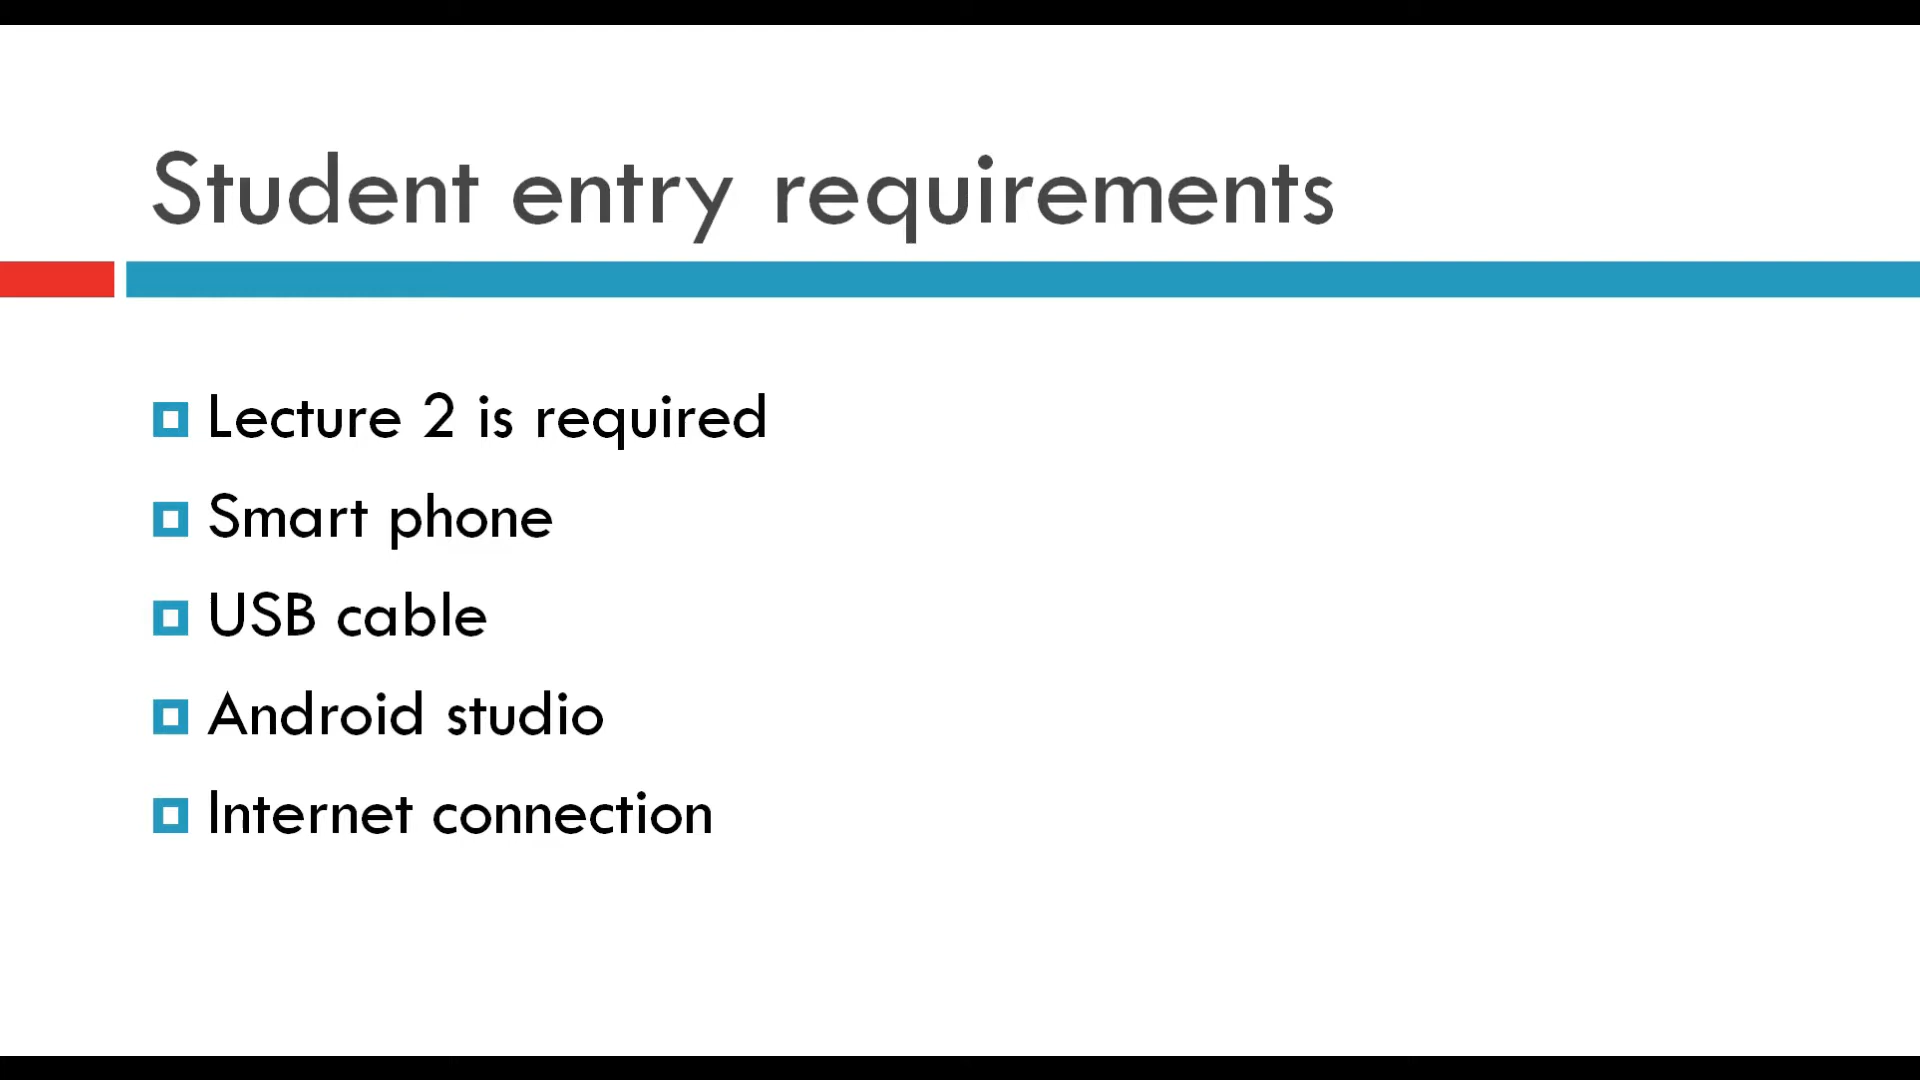 Student entry requirements
Lecture 2 is required
Smart phone
USB cable
Android studio
Internet connection